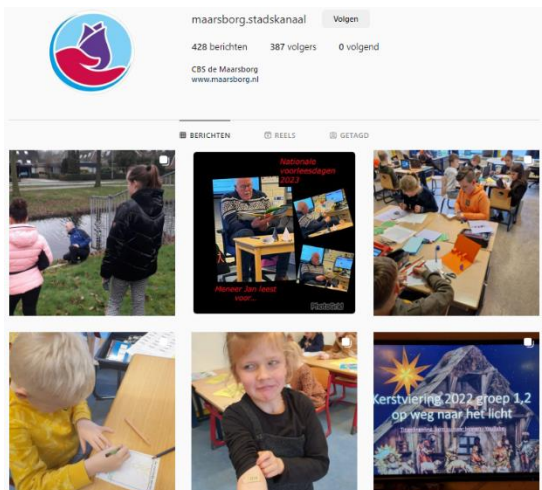 maarsborg.stadskanaal Volgen
428 berichten 387 volgers 0 volgend
CBS de Maarsborg
www.maarsborg.nl
BERICHTEN REELS GETAGD
Nationale
voorleesdagen
2023
Meneer Jan leest
voor...
PhotoGrid
Kerstviering 2022 groep 1,2
op weg naar het licht